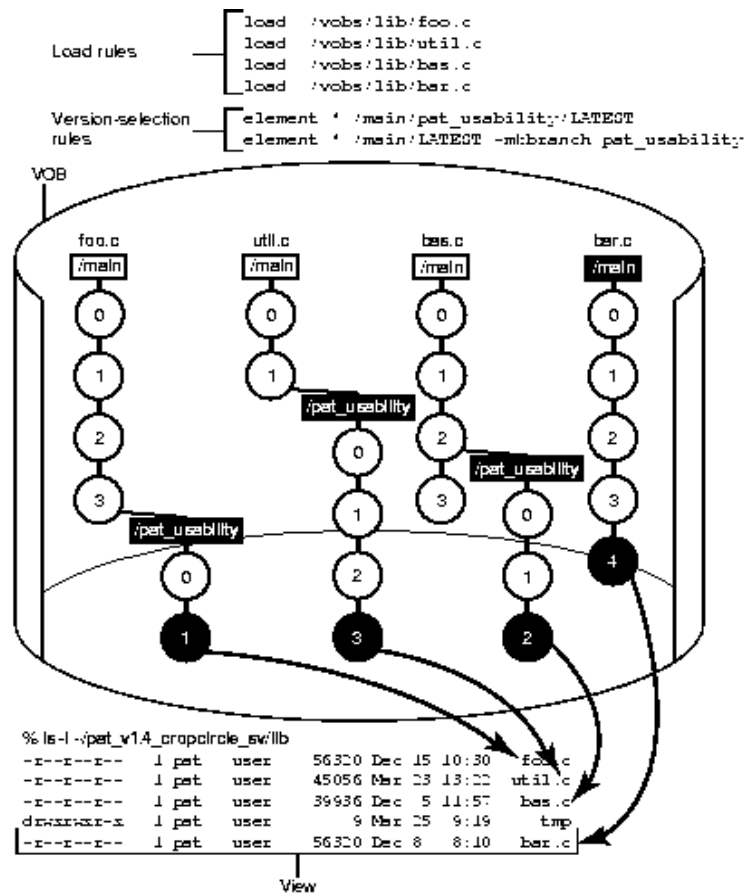 Load rules
load /vobs/lib/foo.c
load /vobs/lib/util.c
load /vobs/lib/bas.c
load /vobs/lib/bar.c
Version-selection rules
element * /main/pat_usability/LATEST
element * /main/LATEST -mkbranch pat_usability
VOB
foo.c
util.c
bas.c
bar.c
/main
/main
/main
/main
0
0
0
0
1
1
1
1
/pat_usability
2
0
2
2
/pat_usability
3
1
3
0
3
/pat_usability
0
2
1
4
1
3
2
% ls -l ~/pat_v1.4_cropcircle_sv/lib
-r--r--r-- 1 pat user 56320 Dec 15 10:30 foo.c
-r--r--r-- 1 pat user 45056 Mar 23 13:22 util.c
-r--r--r-- 1 pat user 39936 Dec 5 11:57 bas.c
drwxrwxr-x 1 pat user 9 Mar 25 9:19 tmp
-r--r--r-- 1 pat user 56320 Dec 8 8:10 bar.c
View